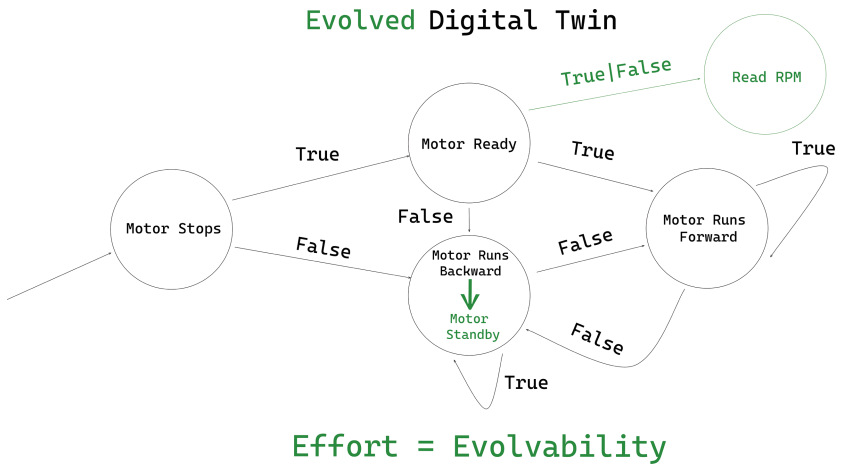 Evolved Digital Twin
True|False
Read RPM
Motor Ready
True
True
True
Motor Stops
False
False
Motor Runs
Forward
Motor Runs
Backward
False
Motor
Standby
False
True
Effort = Evolvability